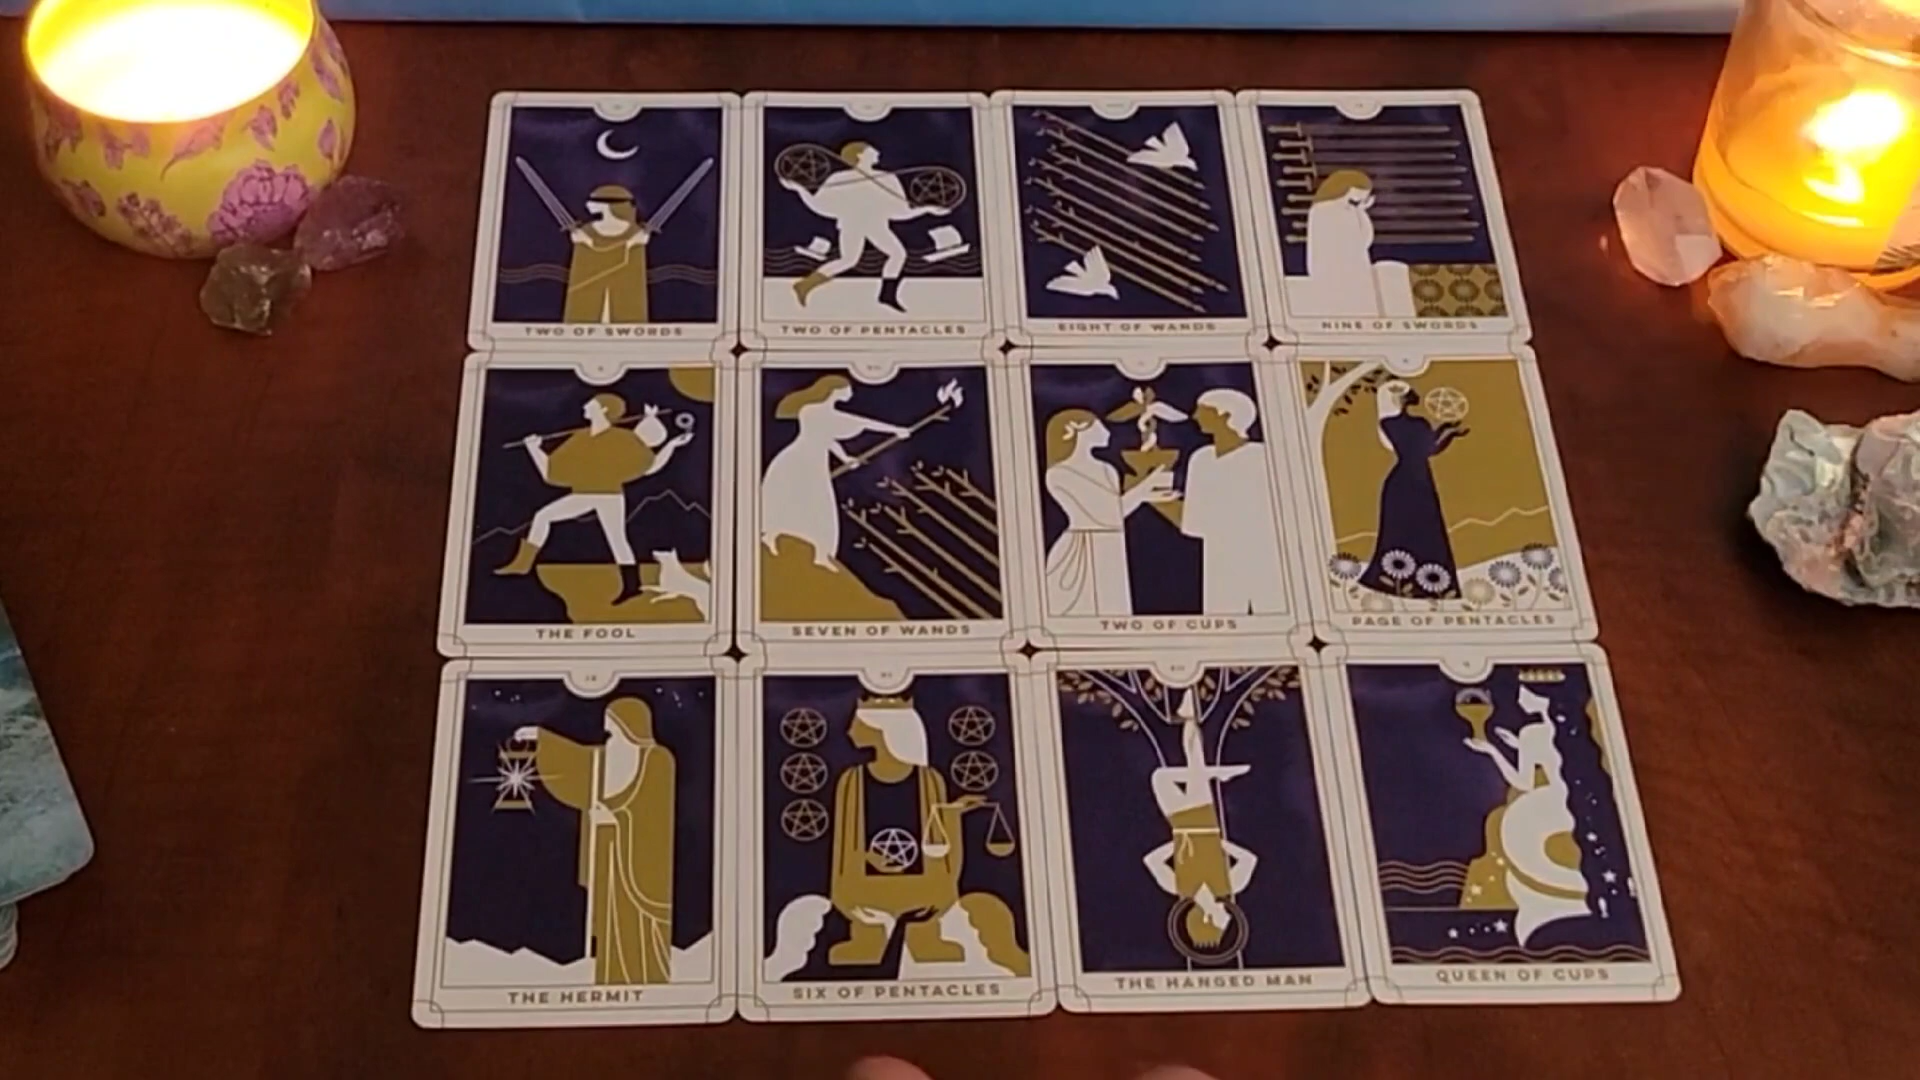 TWO OF SWORDS
TWO OF PENTACLES
EIGHT OF WANDS
NINE OF SWORDS
THE FOOL
SEVEN OF WANDS
TWO OF CUPS
PAGE OF PENTACLES
THE HERMIT
SIX OF PENTACLES
THE HANGED MAN
QUEEN OF CUPS